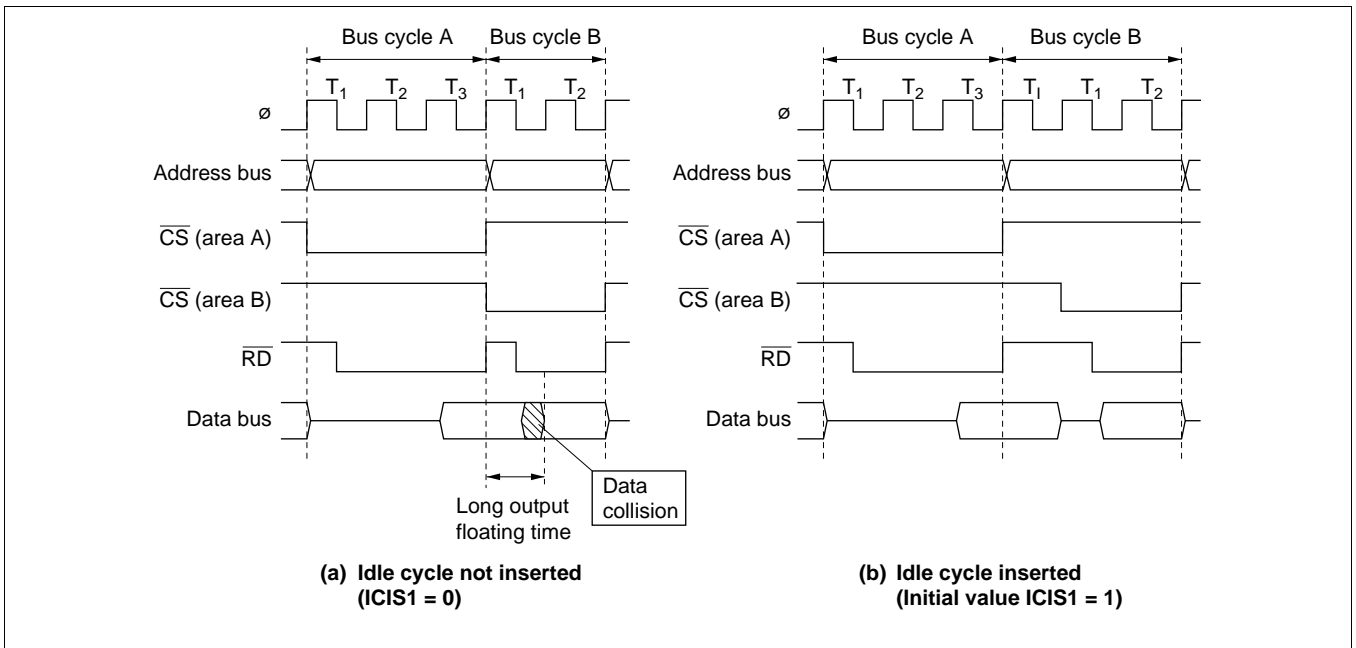 Bus cycle A
Bus cycle B
T1 T2 T3 T1 T2
ø
Address bus
CS (area A)
CS (area B)
RD
Data bus
Long output
floating time
Data
collision
(a) Idle cycle not inserted
(ICIS1 = 0)
Bus cycle A
Bus cycle B
T1 T2 T3 TI T1 T2
ø
Address bus
CS (area A)
CS (area B)
RD
Data bus
(b) Idle cycle inserted
(Initial value ICIS1 = 1)